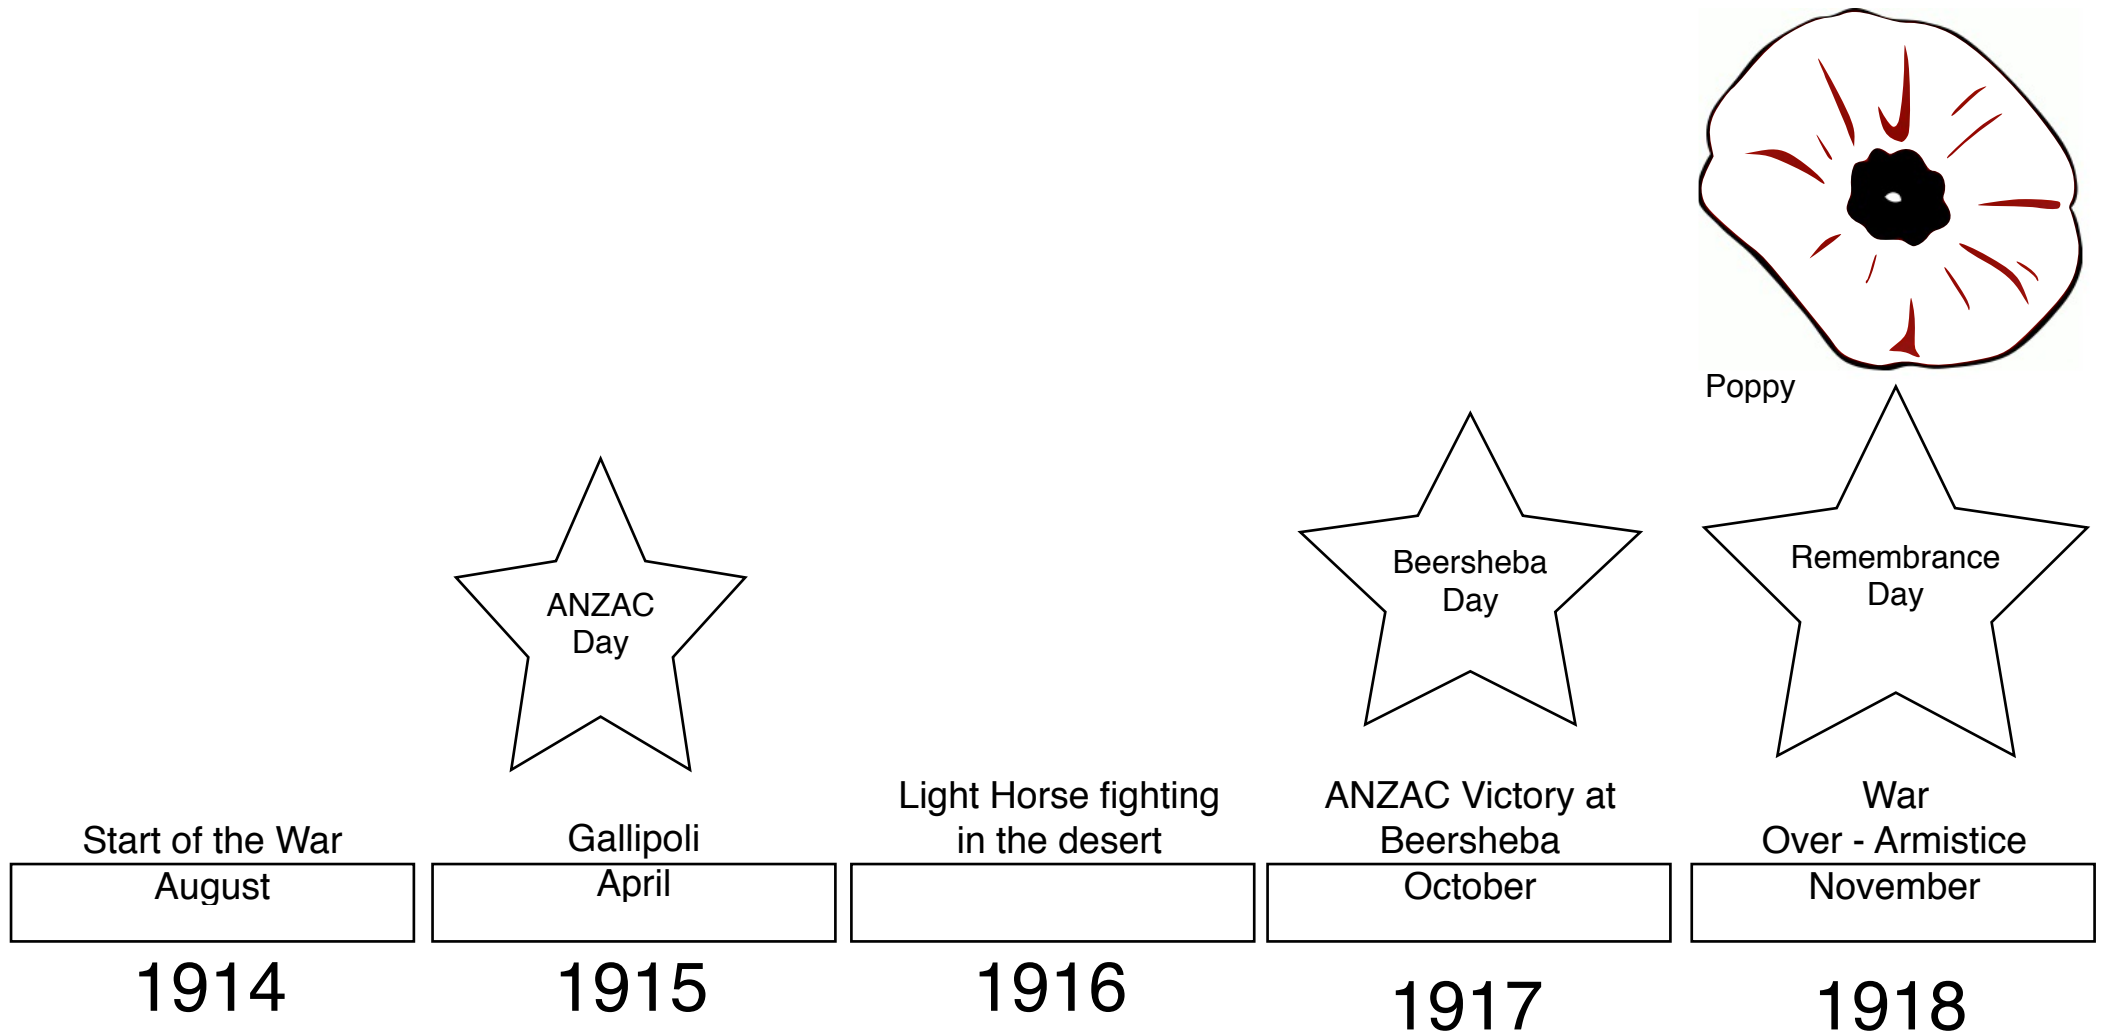 Poppy
ANZAC
Day
Beersheba
Day
Remembrance
Day
Start of the War
Gallipoli
Light Horse fighting
in the desert
ANZAC Victory at
Beersheba
War
Over - Armistice
August
April
October
November
1914
1915
1916
1917
1918